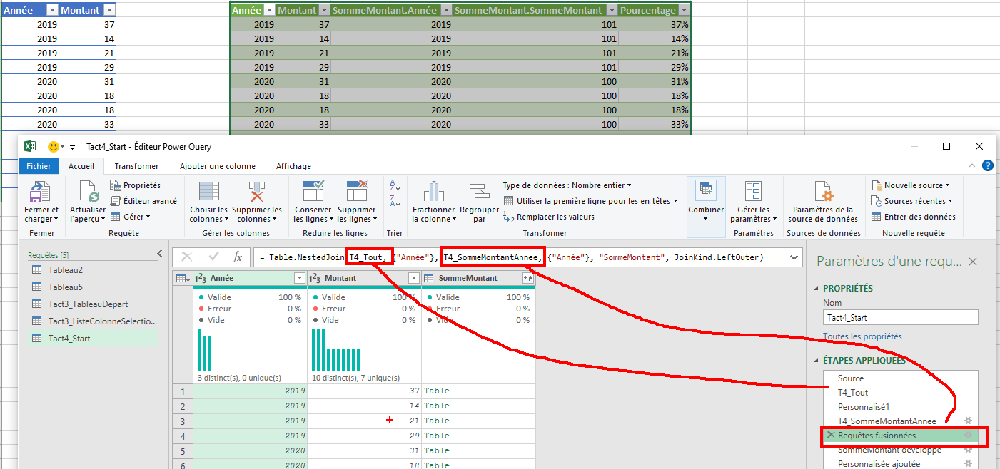 Année Montant
2019 37
2019 14
2019 21
2019 29
2020 31
2020 18
2020 18
2020 33
Année Montant SommeMontant.Année SommeMontant.SommeMontant Pourcentage
2019 37 2019 101 37%
2019 14 2019 101 14%
2019 21 2019 101 21%
2019 29 2019 101 29%
2020 31 2020 100 31%
2020 18 2020 100 18%
2020 18 2020 100 18%
2020 33 2020 100 33%
Tact4_Start - Éditeur Power Query
Fichier Accueil Transformer Ajouter une colonne Affichage
Fermer et charger
Fermer
Actualiser l'aperçu
Propriétés
Éditeur avancé
Gérer
Requête
Choisir les colonnes
Supprimer les colonnes
Gérer les colonnes
Conserver les lignes
Supprimer les lignes
Réduire les lignes
Trier
Fractionner la colonne
Regrouper par
Type de données : Nombre entier
Utiliser la première ligne pour les en-têtes
Remplacer les valeurs
Transformer
Combiner
Gérer les paramètres
Paramètres
Paramètres de la source de données
Sources de données
Nouvelle source
Sources récentes
Entrer des données
Nouvelle requête
Requêtes [5]
Tableau2
Tableau5
Tact3_TableauDepart
Tact3_ListeColonneSelectio...
Tact4_Start
fx
= Table.NestedJoin(T4_Tout, {"Année"}, T4_SommeMontantAnnee, {"Année"}, "SommeMontant", JoinKind.LeftOuter)
1²3 Année 1²3 Montant SommeMontant
Valide 100 % Valide 100 % Valide 100 %
Erreur 0 % Erreur 0 % Erreur 0 %
Vide 0 % Vide 0 % Vide 0 %
3 distinct(s), 0 unique(s) 10 distinct(s), 7 unique(s)
1 2019 37 Table
2 2019 14 Table
3 2019 21 Table
4 2019 29 Table
5 2020 31 Table
6 2020 18 Table
Paramètres d'une requ...
PROPRIÉTÉS
Nom
Tact4_Start
Toutes les propriétés
ÉTAPES APPLIQUÉES
Source
T4_Tout
Personnalisé1
T4_SommeMontantAnnee
Requêtes fusionnées
SommeMontant développé
Personnalisée ajoutée